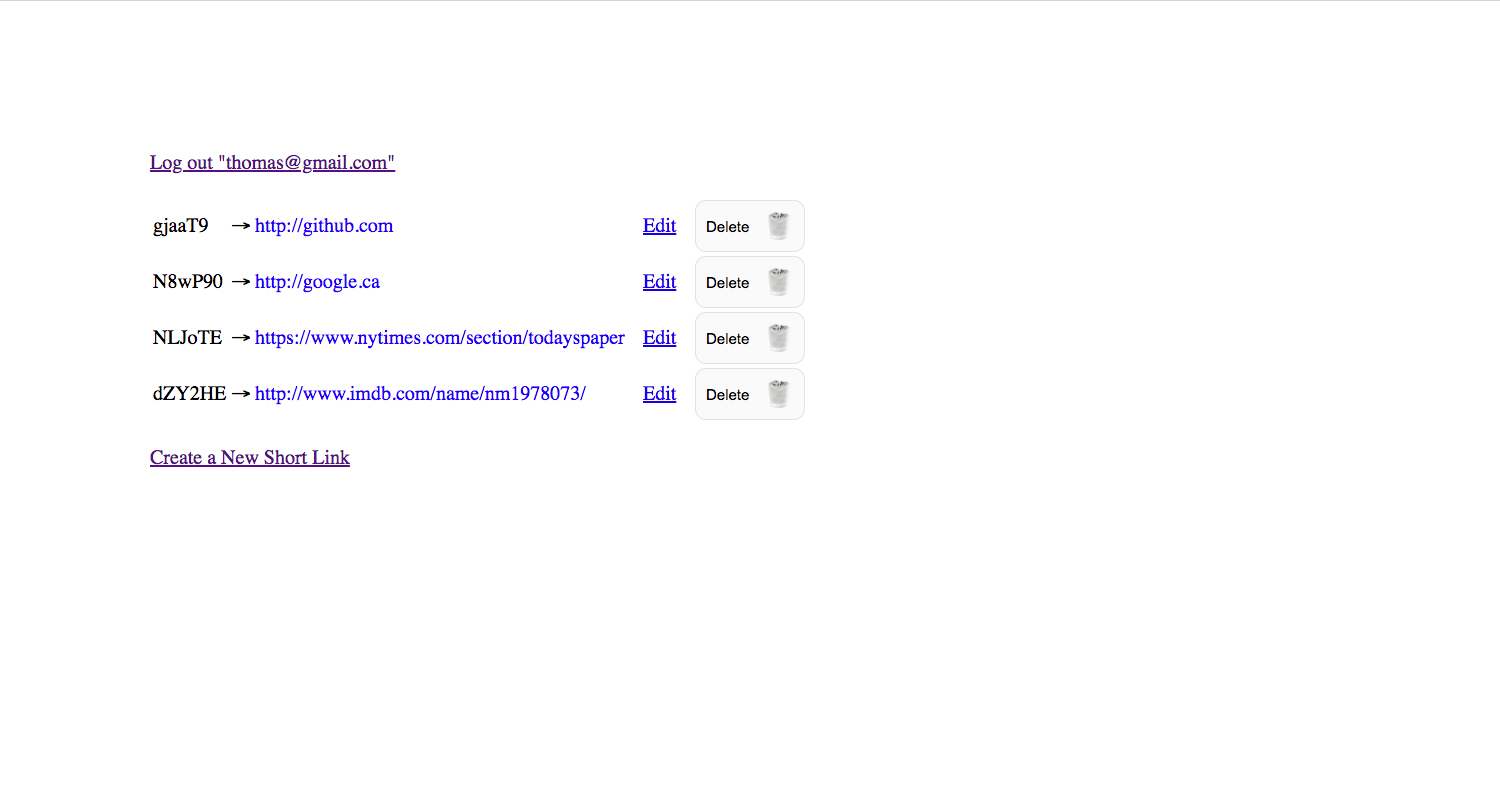 Log out "thomas@gmail.com"
gjaaT9 → http://github.com Edit Delete
N8wP90 → http://google.ca Edit Delete
NLJoTE → https://www.nytimes.com/section/todayspaper Edit Delete
dZY2HE → http://www.imdb.com/name/nm1978073/ Edit Delete
Create a New Short Link